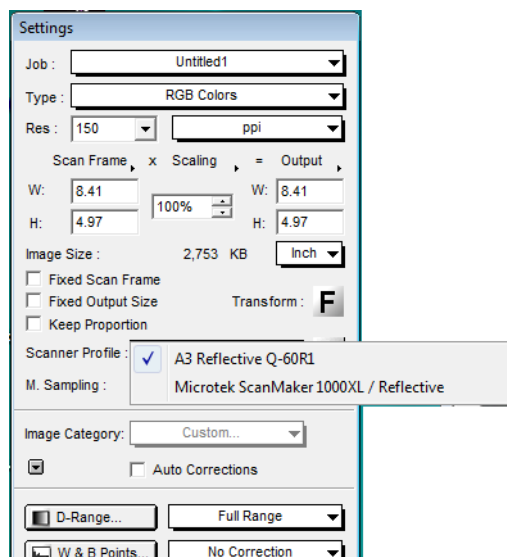 Settings
Job : Untitled1
Type : RGB Colors
Res : 150 ppi
Scan Frame x Scaling = Output
W: 8.41 100% W: 8.41
H: 4.97 H: 4.97
Image Size : 2,753 KB Inch
Fixed Scan Frame
Fixed Output Size Transform : F
Keep Proportion
Scanner Profile : A3 Reflective Q-60R1
M. Sampling : Microtek ScanMaker 1000XL / Reflective
Image Category: Custom...
Auto Corrections
D-Range... Full Range
W & B Points... No Correction